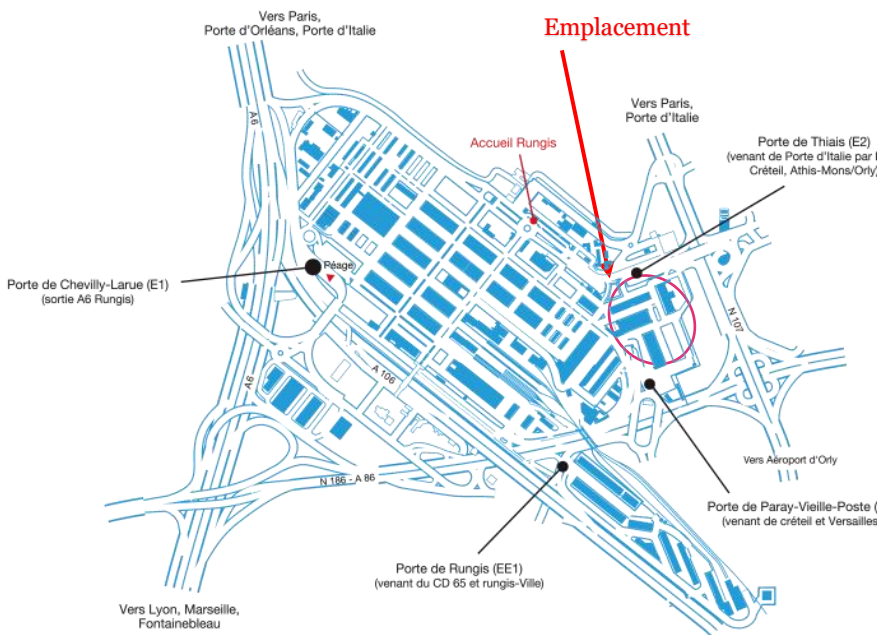 Vers Paris,
Porte d'Orléans, Porte d'Italie
Emplacement
Vers Paris,
Porte d'Italie
A6
Accueil Rungis
Porte de Thiais (E2)
(venant de Porte d'Italie par
Créteil, Athis-Mons/Orly)
Péage
Porte de Chevilly-Larue (E1)
(sortie A6 Rungis)
N 107
A 106
A6
Vers Aéroport d'Orly
N 186 - A 86
Porte de Paray-Vieille-Poste (
(venant de créteil et Versailles
Porte de Rungis (EE1)
(venant du CD 65 et rungis-Ville)
Vers Lyon, Marseille,
Fontainebleau